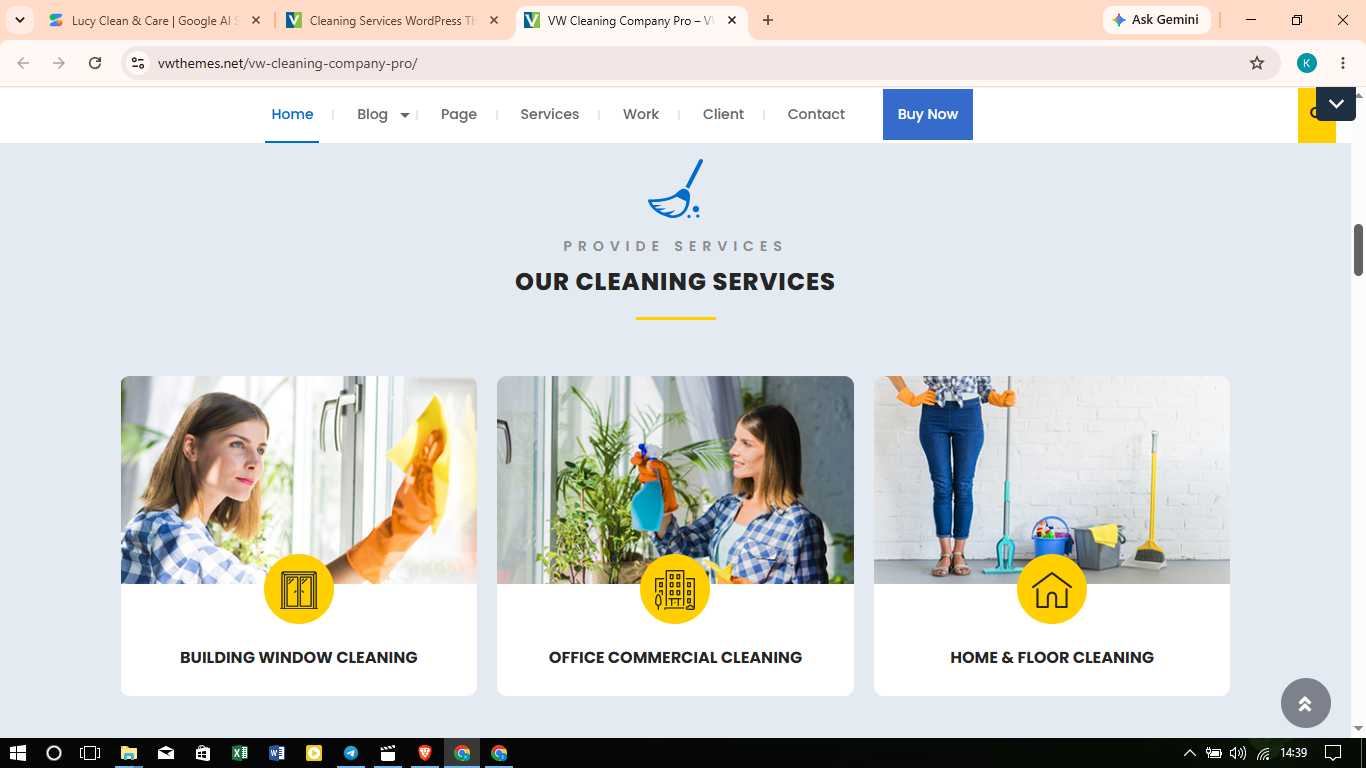 Lucy Clean & Care | Google AI S
Cleaning Services WordPress Th
VW Cleaning Company Pro – VW
Ask Gemini
vwthemes.net/vw-cleaning-company-pro/
K
Home
Blog
Page
Services
Work
Client
Contact
Buy Now
PROVIDE SERVICES
OUR CLEANING SERVICES
BUILDING WINDOW CLEANING
OFFICE COMMERCIAL CLEANING
HOME & FLOOR CLEANING
14:39